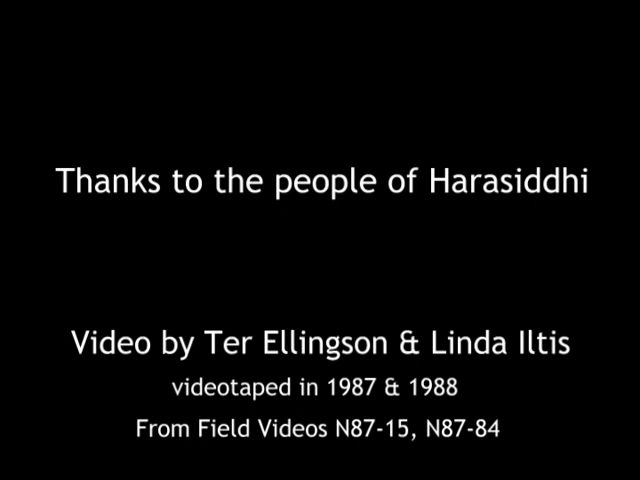 Thanks to the people of Harasiddhi
Video by Ter Ellingson & Linda Iltis
videotaped in 1987 & 1988
From Field Videos N87-15, N87-84